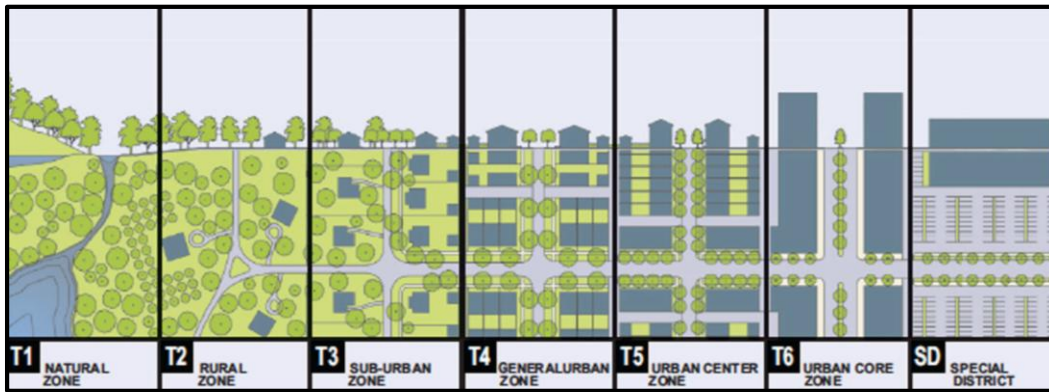 T1 NATURAL
ZONE
T2 RURAL
ZONE
T3 SUB-URBAN
ZONE
T4 GENERALURBAN
ZONE
T5 URBAN CENTER
ZONE
T6 URBAN CORE
ZONE
SD SPECIAL
DISTRICT